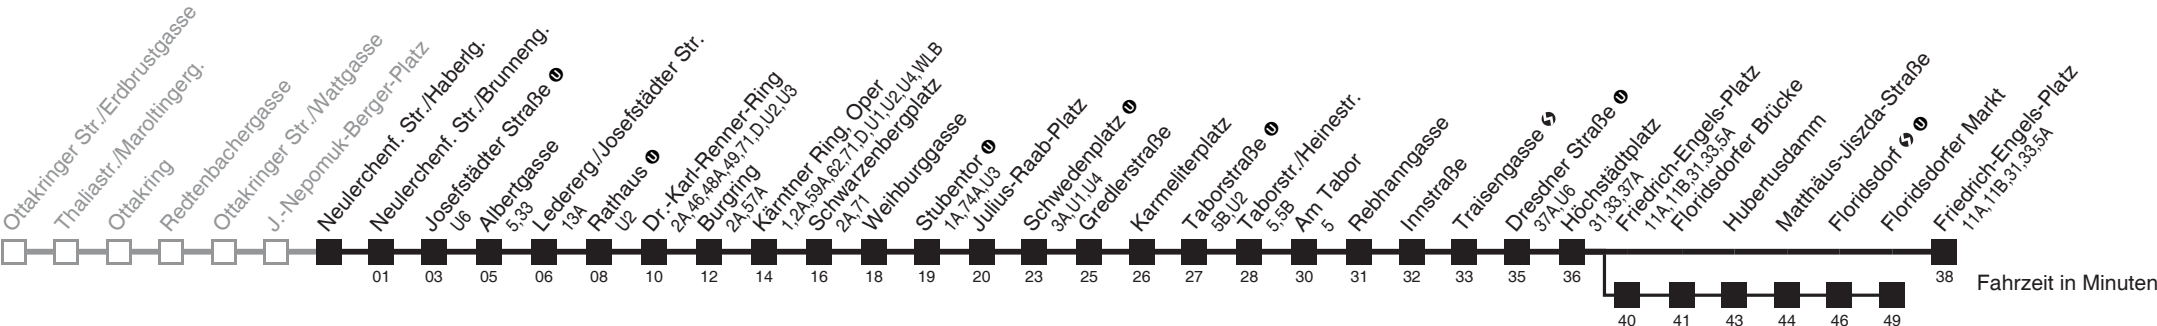 Ottakringer Str./Erdbrustgasse
Thaliastr./Maroltingerg.
Ottakring
Redtenbachergasse
Ottakringer Str./Wattgasse
J.-Nepomuk-Berger-Platz
Neulerchenf. Str./Haberlg.
Neulerchenf. Str./Brunneng.
Josefstädter Straße U
U6
Albertgasse
5,33
Ledererg./Josefstädter Str.
13A
Rathaus U
U2
Dr.-Karl-Renner-Ring
2A,46,48A,49,71,D,U2,U3
Burgring
2A,57A
Kärntner Ring, Oper
1,2A,59A,62,71,D,U1,U2,U4,WLB
Schwarzenbergplatz
2A,71
Weihburggasse
Stubentor U
1A,74A,U3
Julius-Raab-Platz
Schwedenplatz U
3A,U1,U4
Gredlerstraße
Karmeliterplatz
Taborstraße U
5B,U2
Taborstr./Heinestr.
5,5B
Am Tabor
5
Rebhanngasse
Innstraße
Traisengasse S
Dresdner Straße U
37A,U6
Höchstädtplatz
31,33,37A
Friedrich-Engels-Platz
11A,11B,31,33,5A
Floridsdorfer Brücke
Hubertusdamm
Matthäus-Jiszda-Straße
Floridsdorf S U
Floridsdorfer Markt
Friedrich-Engels-Platz
11A,11B,31,33,5A
01 03 05 06 08 10 12 14 16 18 19 20 23 25 26 27 28 30 31 32 33 35 36 38
Fahrzeit in Minuten
40 41 43 44 46 49